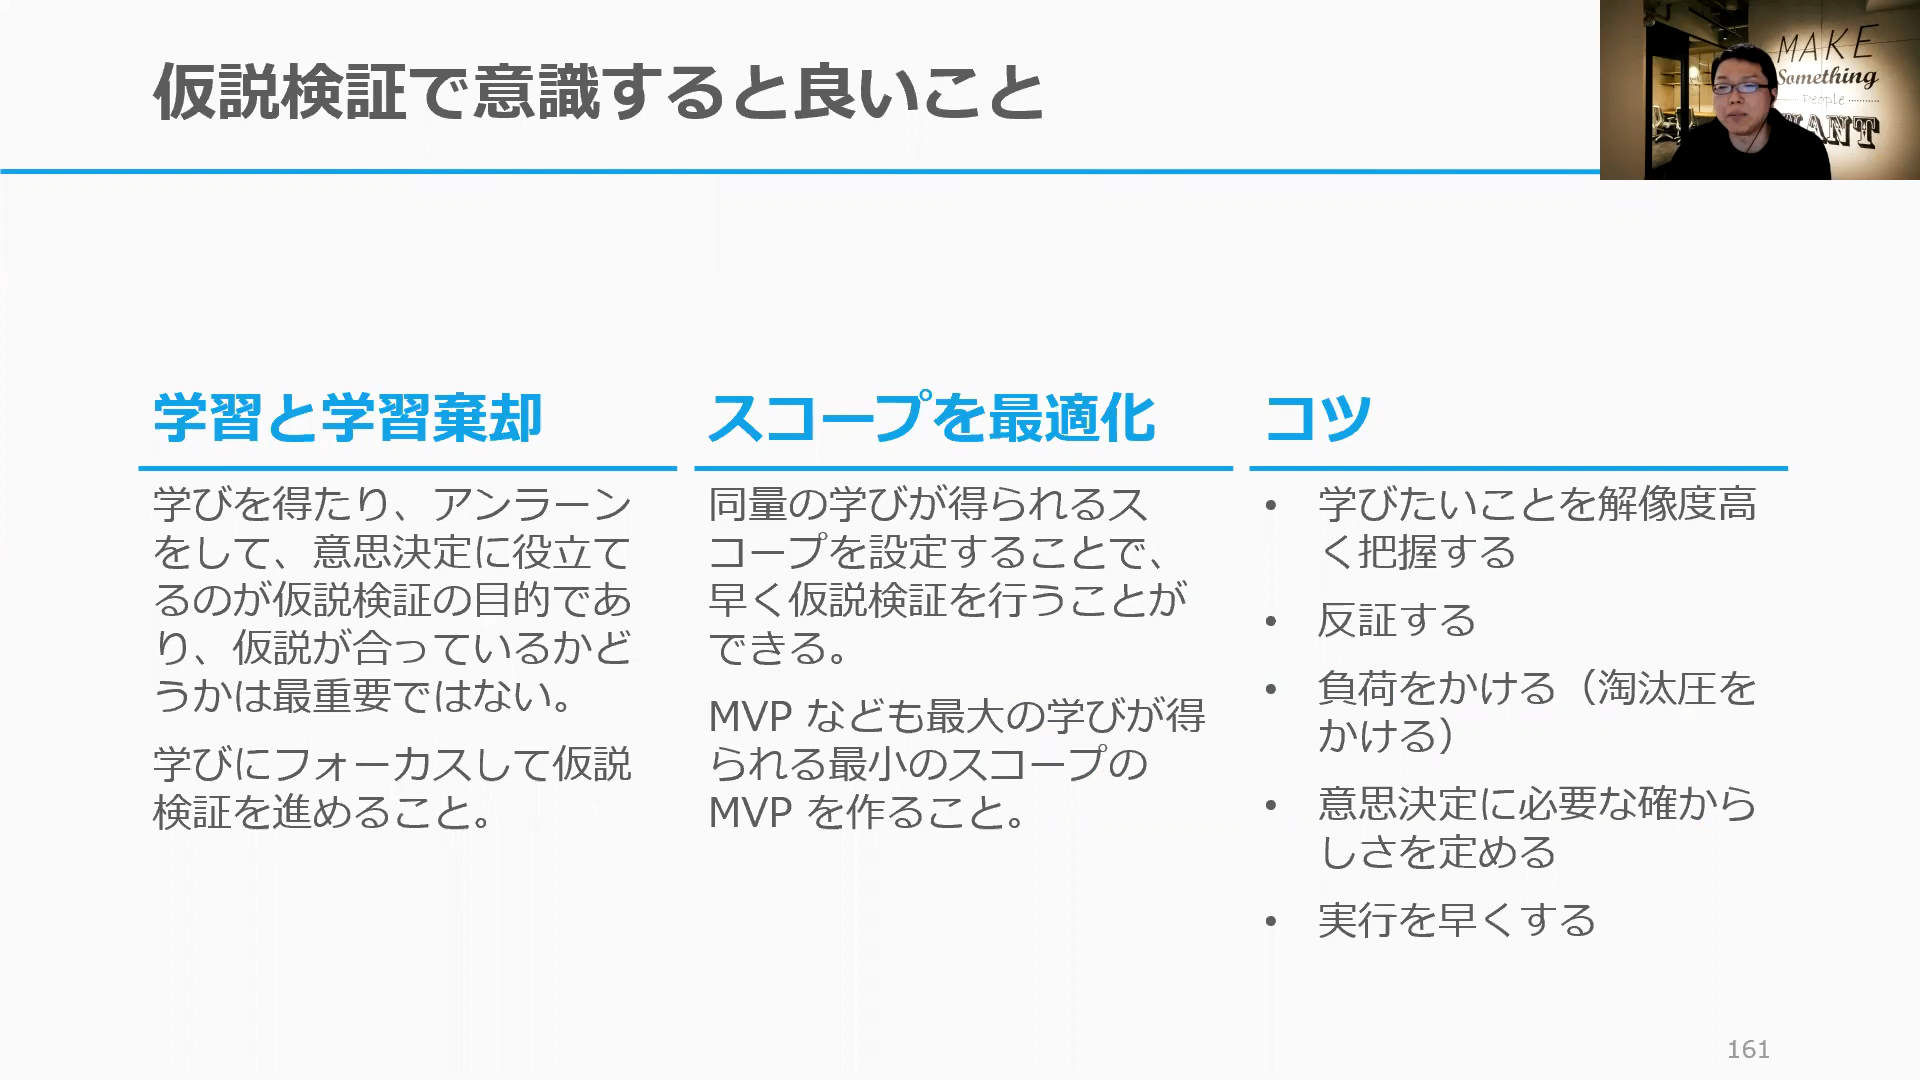 仮説検証で意識すると良いこと
MAKE
Something
People
WANT
学習と学習棄却
学びを得たり、アンラーン
をして、意思決定に役立て
るのが仮説検証の目的であ
り、仮説が合っているかど
うかは最重要ではない。
学びにフォーカスして仮説
検証を進めること。
スコープを最適化
同量の学びが得られるス
コープを設定することで、
早く仮説検証を行うことが
できる。
MVP なども最大の学びが得
られる最小のスコープの
MVP を作ること。
コツ
• 学びたいことを解像度高
く把握する
• 反証する
• 負荷をかける（淘汰圧を
かける）
• 意思決定に必要な確から
しさを定める
• 実行を早くする
161